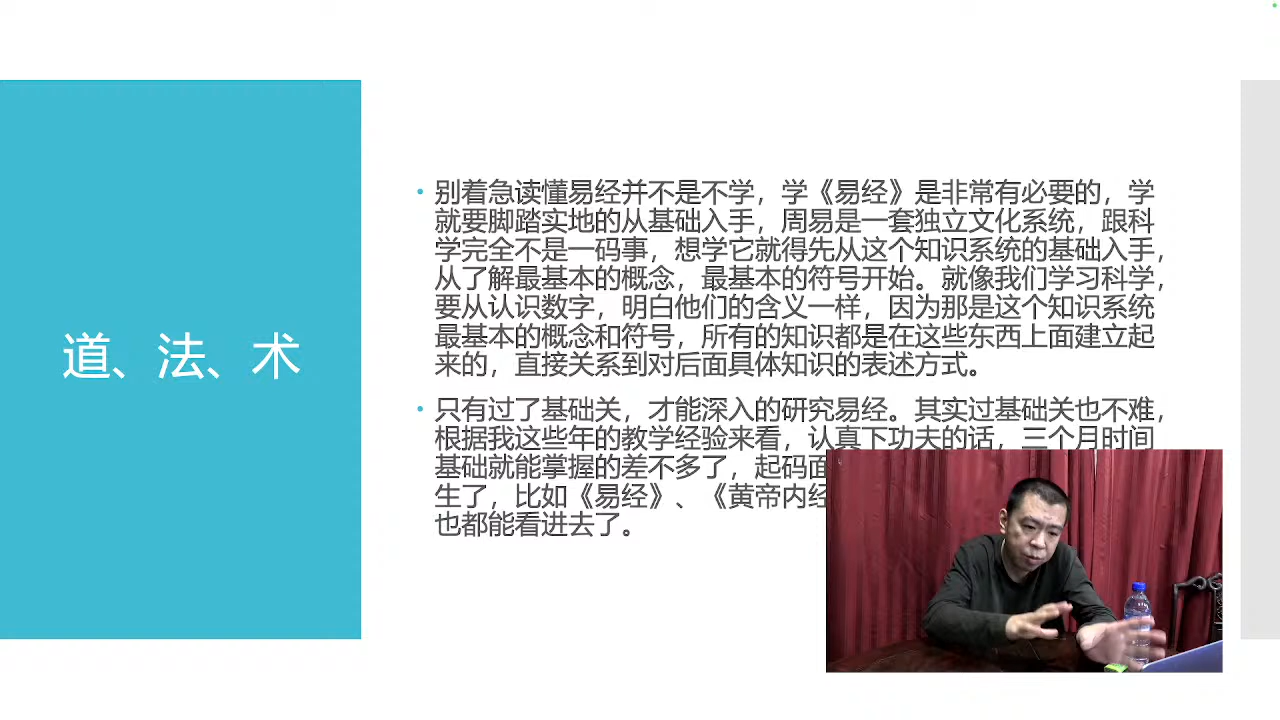 道、法、术
• 别着急读懂易经并不是不学，学《易经》是非常有必要的，学
就要脚踏实地的从基础入手，周易是一套独立文化系统，跟科
学完全不是一码事，想学它就得先从这个知识系统的基础入手，
从了解最基本的概念，最基本的符号开始。就像我们学习科学，
要从认识数字，明白他们的含义一样，因为那是这个知识系统
最基本的概念和符号，所有的知识都是在这些东西上面建立起
来的，直接关系到对后面具体知识的表述方式。
• 只有过了基础关，才能深入的研究易经。其实过基础关也不难，
根据我这些年的教学经验来看，认真下功夫的话，三个月时间
基础就能掌握的差不多了，起码面
生了，比如《易经》、《黄帝内经
也都能看进去了。